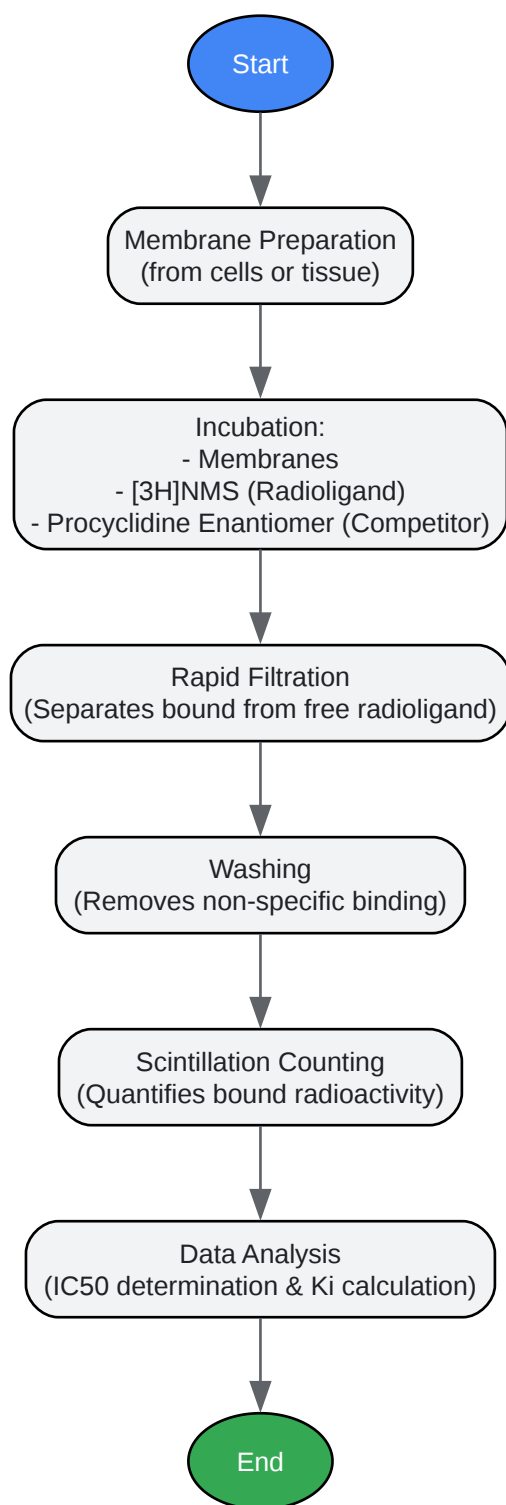 Start
Membrane Preparation
(from cells or tissue)
Incubation:
- Membranes
- [3H]NMS (Radioligand)
- Procyclidine Enantiomer (Competitor)
Rapid Filtration
(Separates bound from free radioligand)
Washing
(Removes non-specific binding)
Scintillation Counting
(Quantifies bound radioactivity)
Data Analysis
(IC50 determination & Ki calculation)
End